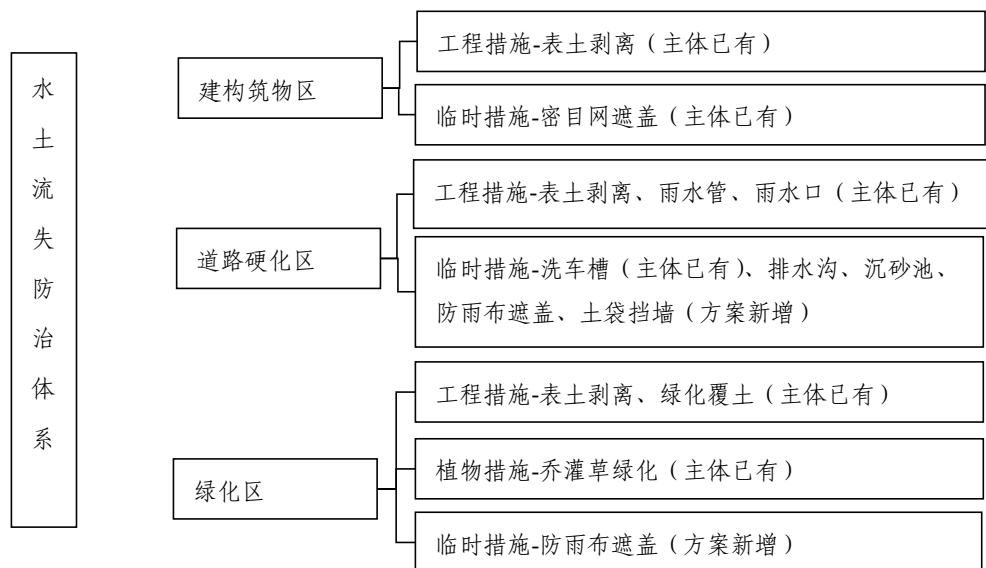 水土流失防治体系
建构筑物区
工程措施-表土剥离（主体已有）
临时措施-密目网遮盖（主体已有）
道路硬化区
工程措施-表土剥离、雨水管、雨水口（主体已有）
临时措施-洗车槽（主体已有）、排水沟、沉砂池、
防雨布遮盖、土袋挡墙（方案新增）
绿化区
工程措施-表土剥离、绿化覆土（主体已有）
植物措施-乔灌草绿化（主体已有）
临时措施-防雨布遮盖（方案新增）